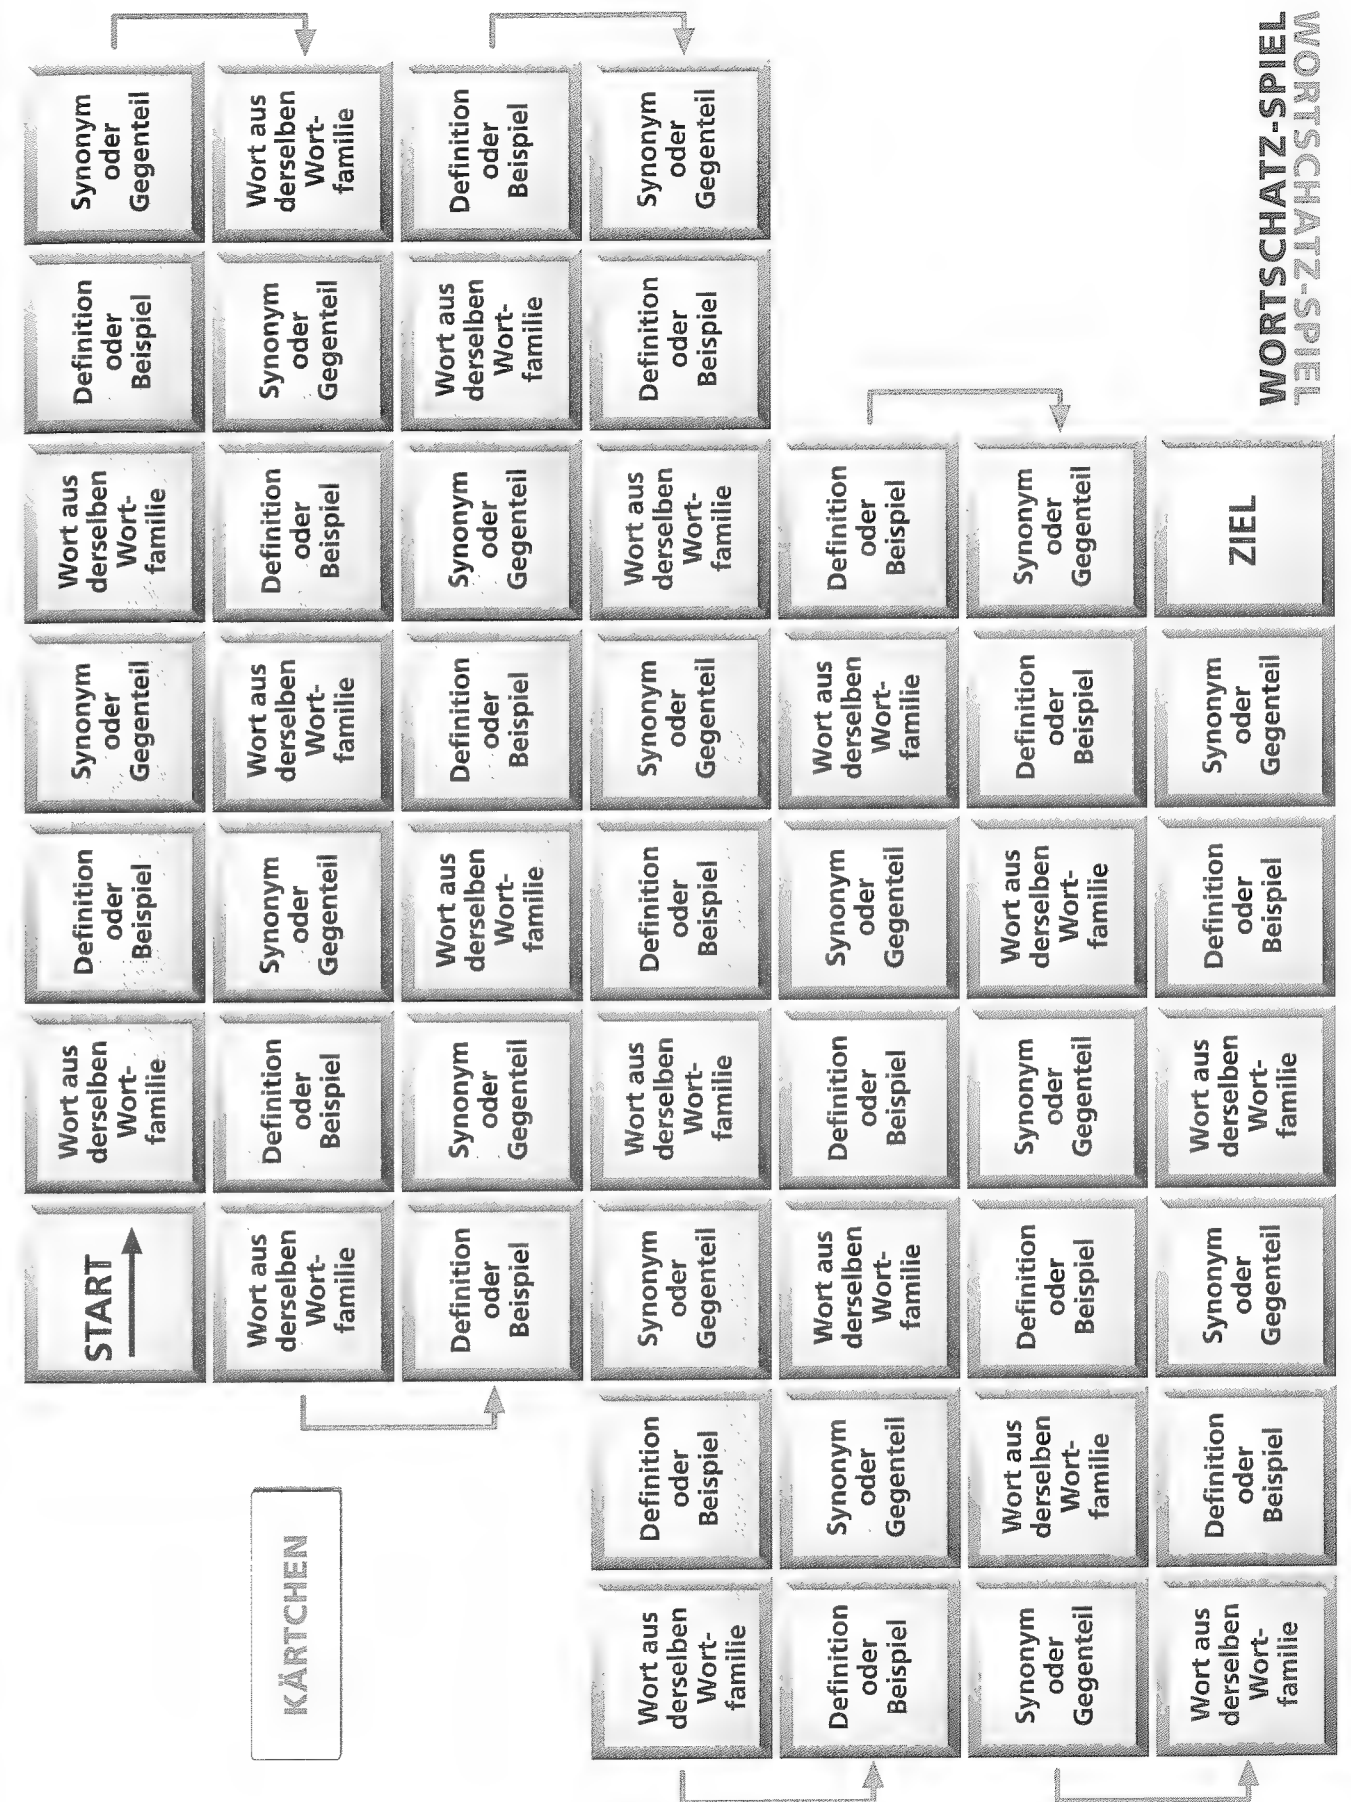 START
Wort aus
derselben
Wort-
familie
Definition
oder
Beispiel
Synonym
oder
Gegenteil
Wort aus
derselben
Wort-
familie
Definition
oder
Beispiel
Synonym
oder
Gegenteil
KÄRTCHEN
Wort aus
derselben
Wort-
familie
Definition
oder
Beispiel
Synonym
oder
Gegenteil
Wort aus
derselben
Wort-
familie
Definition
oder
Beispiel
Synonym
oder
Gegenteil
Wort aus
derselben
Wort-
familie
Definition
oder
Beispiel
Synonym
oder
Gegenteil
Wort aus
derselben
Wort-
familie
Definition
oder
Beispiel
Synonym
oder
Gegenteil
Wort aus
derselben
Wort-
familie
Definition
oder
Beispiel
Wort aus
derselben
Wort-
familie
Definition
oder
Beispiel
Synonym
oder
Gegenteil
Wort aus
derselben
Wort-
familie
Definition
oder
Beispiel
Synonym
oder
Gegenteil
Wort aus
derselben
Wort-
familie
Definition
oder
Beispiel
Synonym
oder
Gegenteil
Definition
oder
Beispiel
Synonym
oder
Gegenteil
Wort aus
derselben
Wort-
familie
Definition
oder
Beispiel
Synonym
oder
Gegenteil
Wort aus
derselben
Wort-
familie
Definition
oder
Beispiel
Synonym
oder
Gegenteil
Wort aus
derselben
Wort-
familie
Definition
oder
Beispiel
Synonym
oder
Gegenteil
Wort aus
derselben
Wort-
familie
Definition
oder
Beispiel
Synonym
oder
Gegenteil
Wort aus
derselben
Wort-
familie
Definition
oder
Beispiel
Synonym
oder
Gegenteil
Wort aus
derselben
Wort-
familie
Definition
oder
Beispiel
Synonym
oder
Gegenteil
ZIEL
WORTSCHATZ-SPIEL
WORTSCHATZ-SPIEL